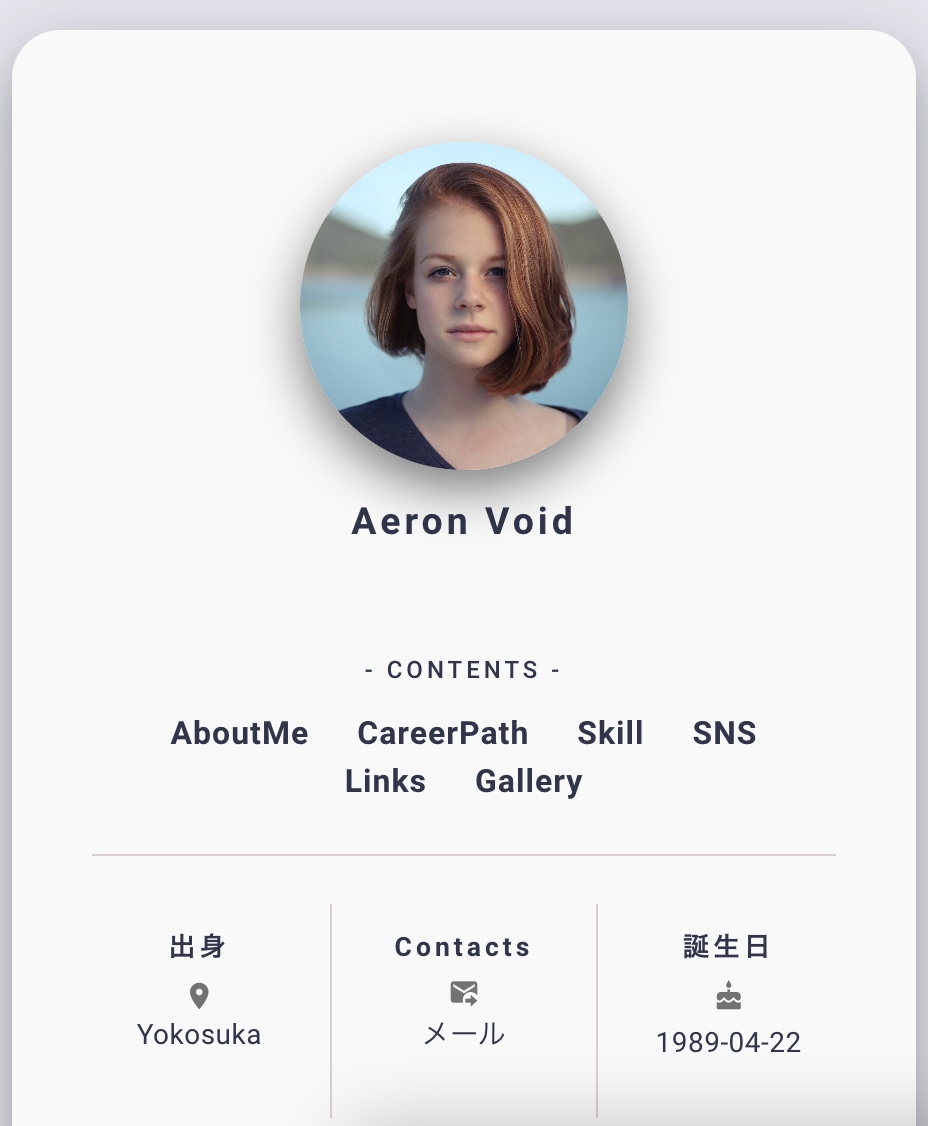 Aeron Void
- CONTENTS -
AboutMe CareerPath Skill SNS
Links Gallery
出身
Yokosuka
Contacts
メール
誕生日
1989-04-22